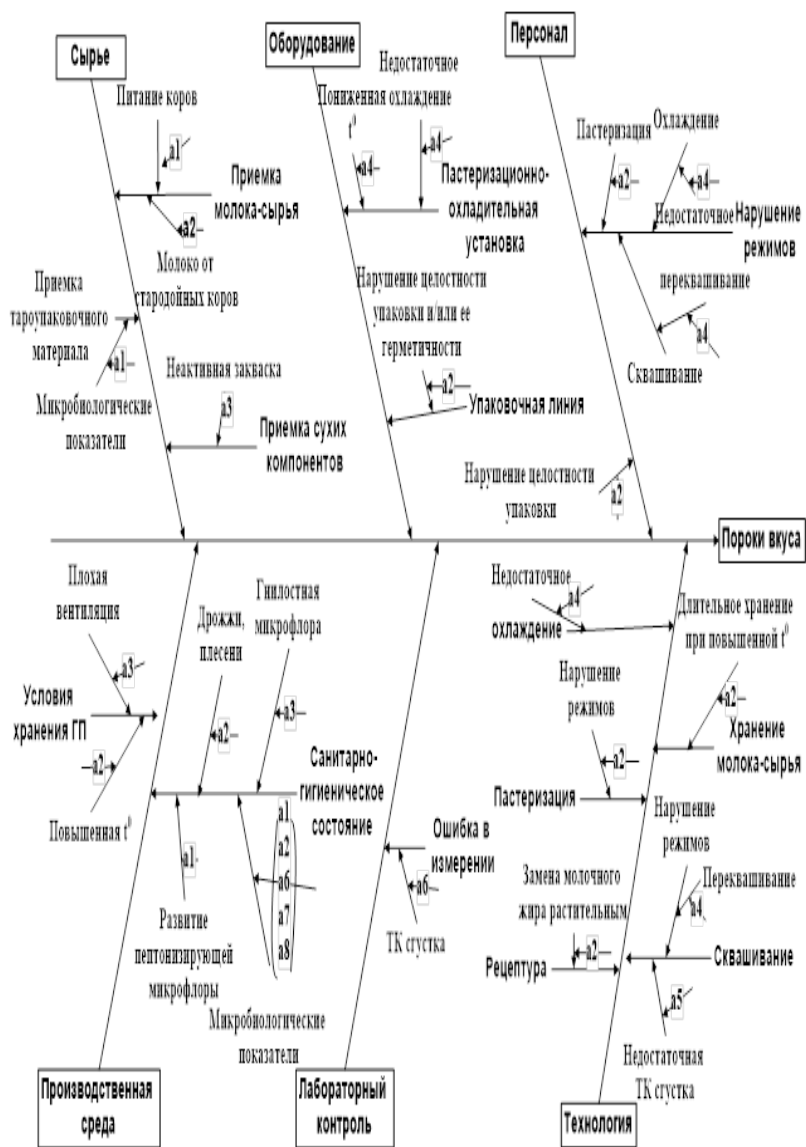 Сырье
Оборудование
Персонал
Питание коров
а1
Приемка
молока-сырья
а2
Молоко от
стародойных коров
Приемка
тароупаковочного
материала
а1
Микробиологические
показатели
Неактивная закваска
а3
Приемка сухих
компонентов
Недостаточное
Пониженная охлаждение
t⁰
а4
а4
Пастеризационно-
охладительная
установка
Нарушение целостности
упаковки и/или ее
герметичности
а2
Упаковочная линия
Пастеризация
Охлаждение
а2
а4
Недостаточное
Нарушение
режимов
переквашивание
а4
Сквашивание
Нарушение целостности
упаковки
а2
Пороки вкуса
Плохая
вентиляция
а3
Условия
хранения ГП
а2
Повышенная t⁰
Дрожжи,
плесени
а2
Гнилостная
микрофлора
а3
Санитарно-
гигиеническое
состояние
а1
Развитие
пептонизирующей
микрофлоры
а1
а2
а6
а7
а8
Микробиологические
показатели
Ошибка в
измерении
а6
ТК сгустка
Недостаточное
а4
охлаждение
Длительное хранение
при повышенной t⁰
а2
Хранение
молока-сырья
Нарушение
режимов
а2
Пастеризация
Нарушение
режимов
Переквашивание
а4
Сквашивание
а5
Недостаточная
ТК сгустка
Замена молочного
жира растительным
а2
Рецептура
Производственная
среда
Лабораторный
контроль
Технология